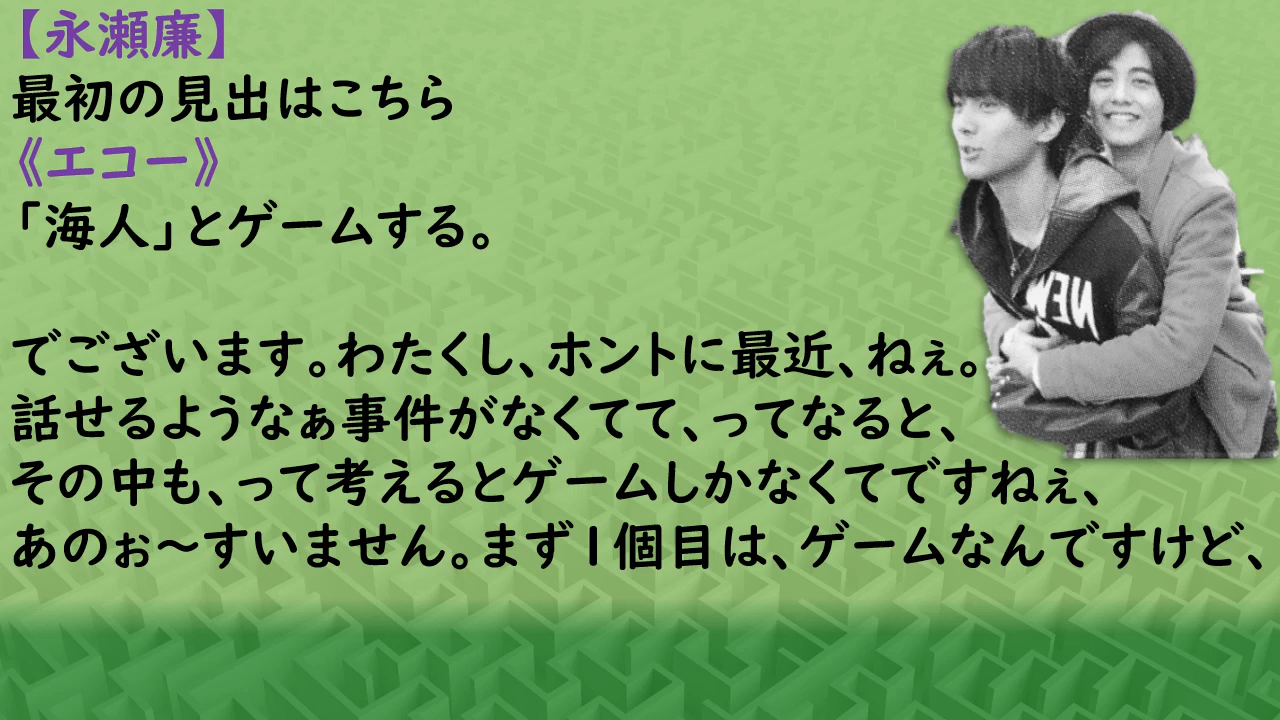 【永瀬廉】
最初の見出はこちら
《エコー》
「海人」とゲームする。
でございます。わたくし、ホントに最近、ねぇ。
話せるようなぁ事件がなくてて、ってなると、
その中も、って考えるとゲームしかなくてですねぇ、
あのぉ～すいません。まず1個目は、ゲームなんですけど、
NEW